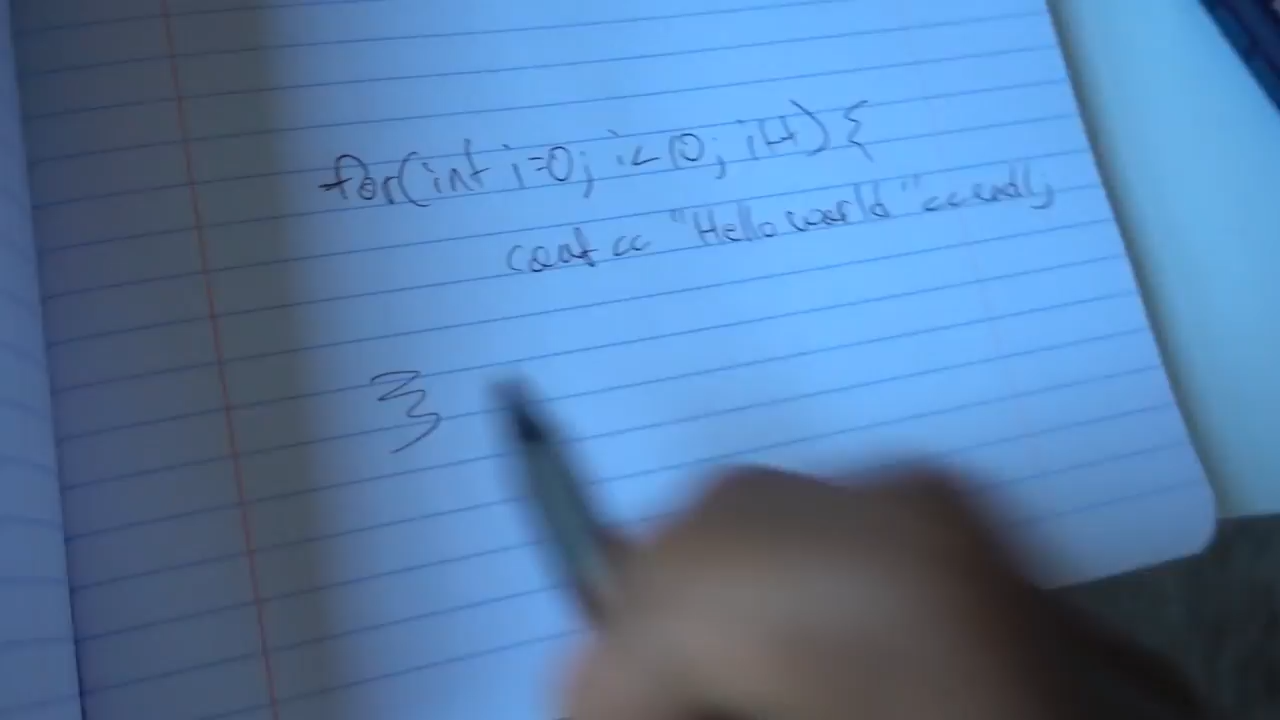 for(int i=0; i<10; i++){
cout << "Hello world" << endl;
}